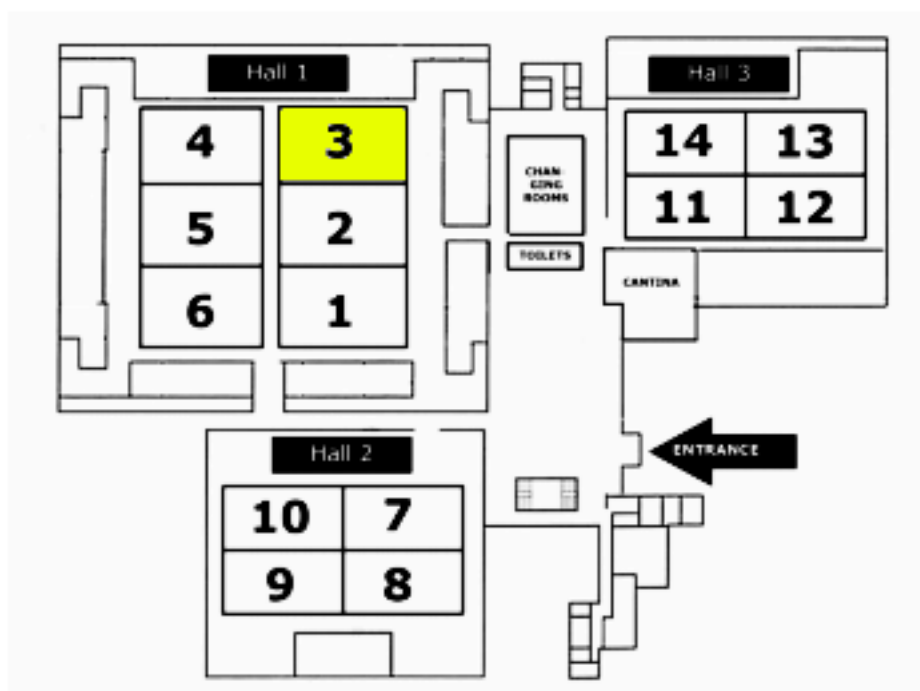 Hall 1
4
3
5
2
6
1
CHAN-
GING
ROOMS
TOILETS
Hall 3
14
13
11
12
CANTINA
ENTRANCE
Hall 2
10
7
9
8